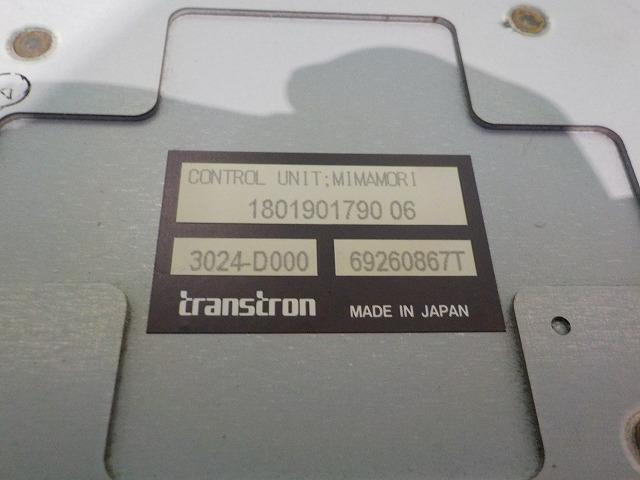 CONTROL UNIT;MIMAMORI
1801901790 06
3024-D000 69260867T
transtron MADE IN JAPAN